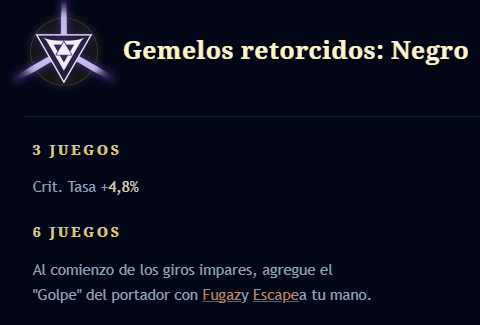 Gemelos retorcidos: Negro
3 JUEGOS
Crit. Tasa +4,8%
6 JUEGOS
Al comienzo de los giros impares, agregue el
"Golpe" del portador con Fugazy Escapea tu mano.